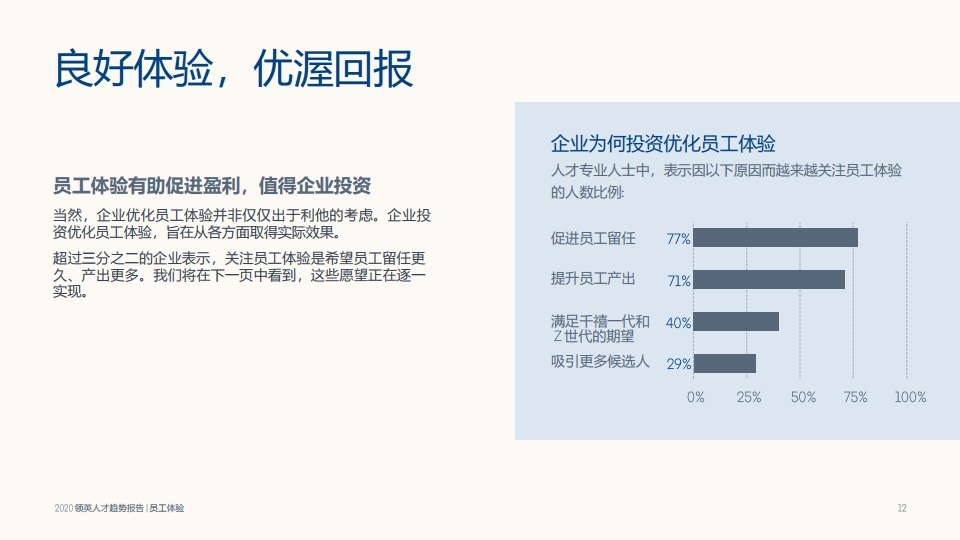 良好体验，优渥回报
员工体验有助促进盈利，值得企业投资
当然，企业优化员工体验并非仅仅出于利他的考虑。企业投
资优化员工体验，旨在从各方面取得实际效果。
超过三分之二的企业表示，关注员工体验是希望员工留任更
久、产出更多。我们将在下一页中看到，这些愿望正在逐一
实现。
企业为何投资优化员工体验
人才专业人士中，表示因以下原因而越来越关注员工体验
的人数比例:
促进员工留任 77%
提升员工产出 71%
满足千禧一代和 40%
Z 世代的期望
吸引更多候选人 29%
0% 25% 50% 75% 100%
2020 领英人才趋势报告 | 员工体验
12